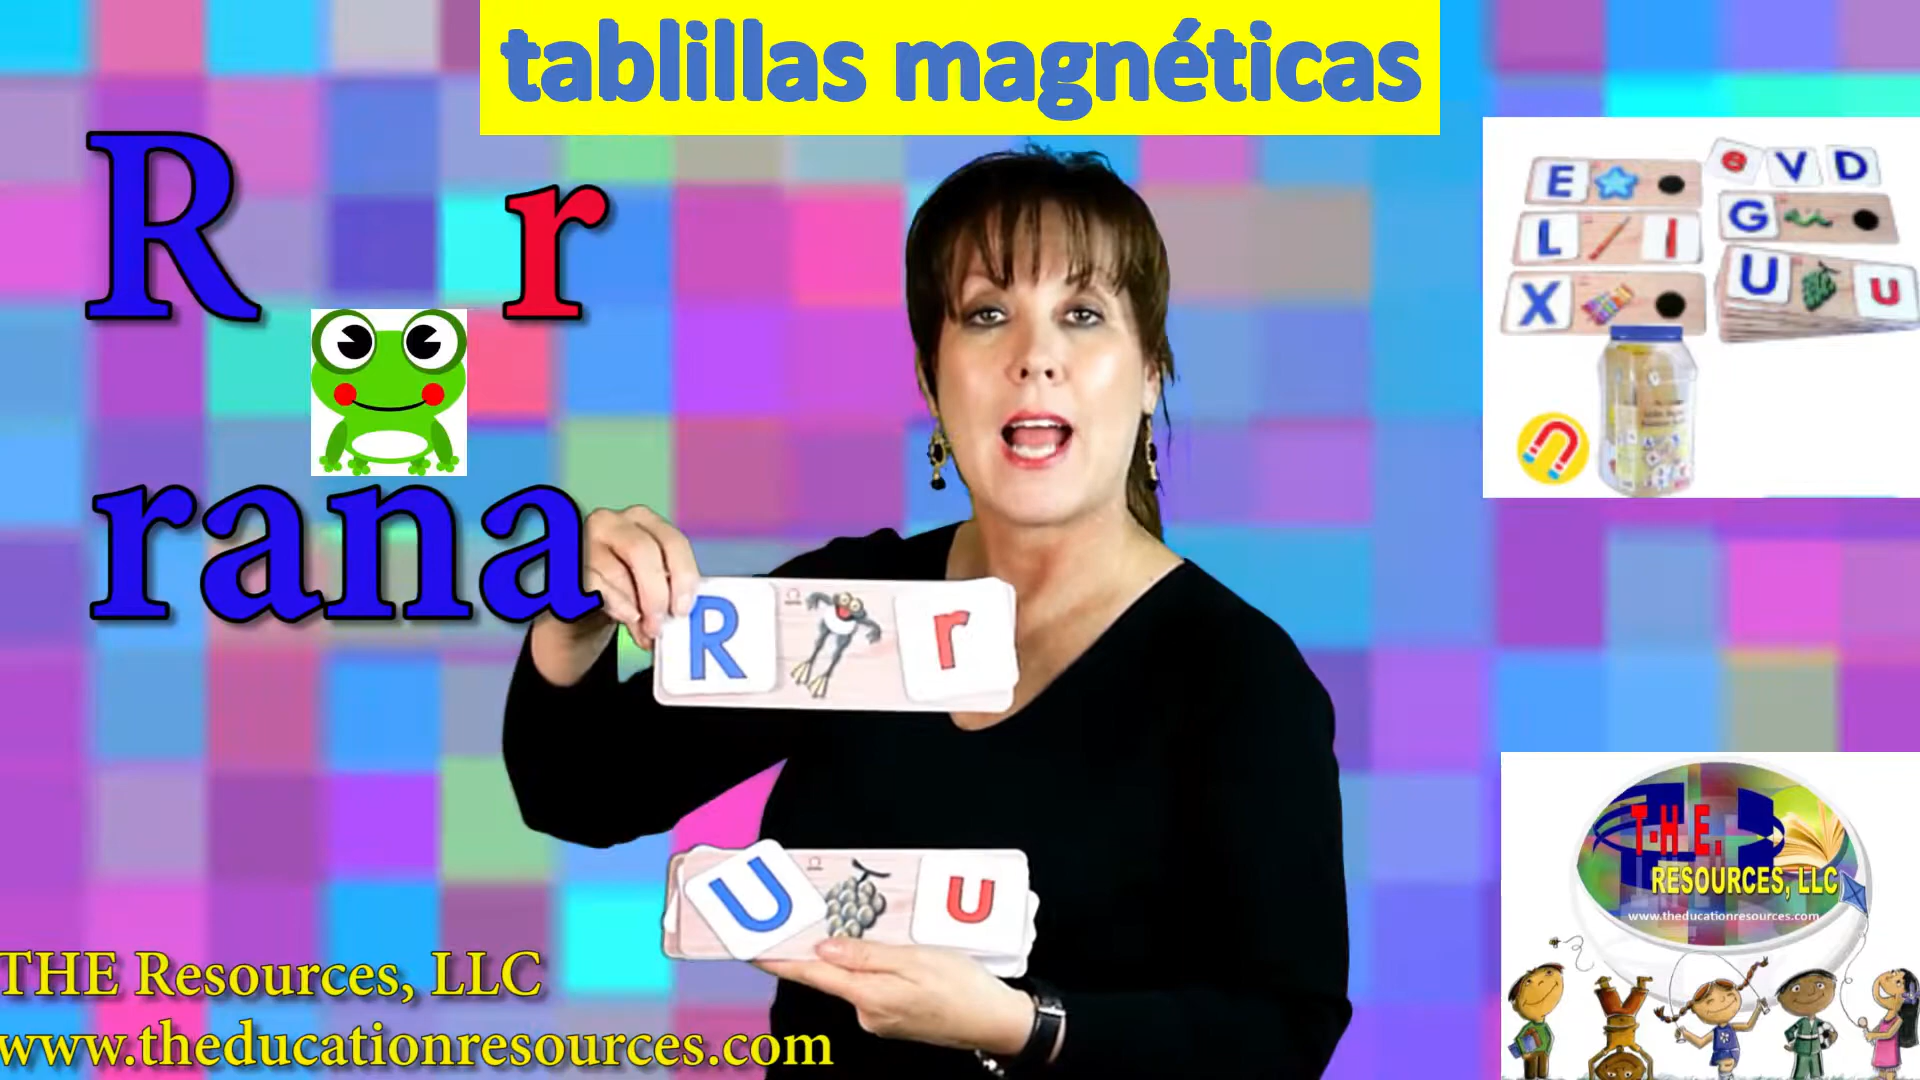 tablillas magnéticas
R r
rana
R r
U u
E
e V D
L l
G
X
U u
T.H.E.
RESOURCES, LLC
www.theducationresources.com
THE Resources, LLC
www.theducationresources.com